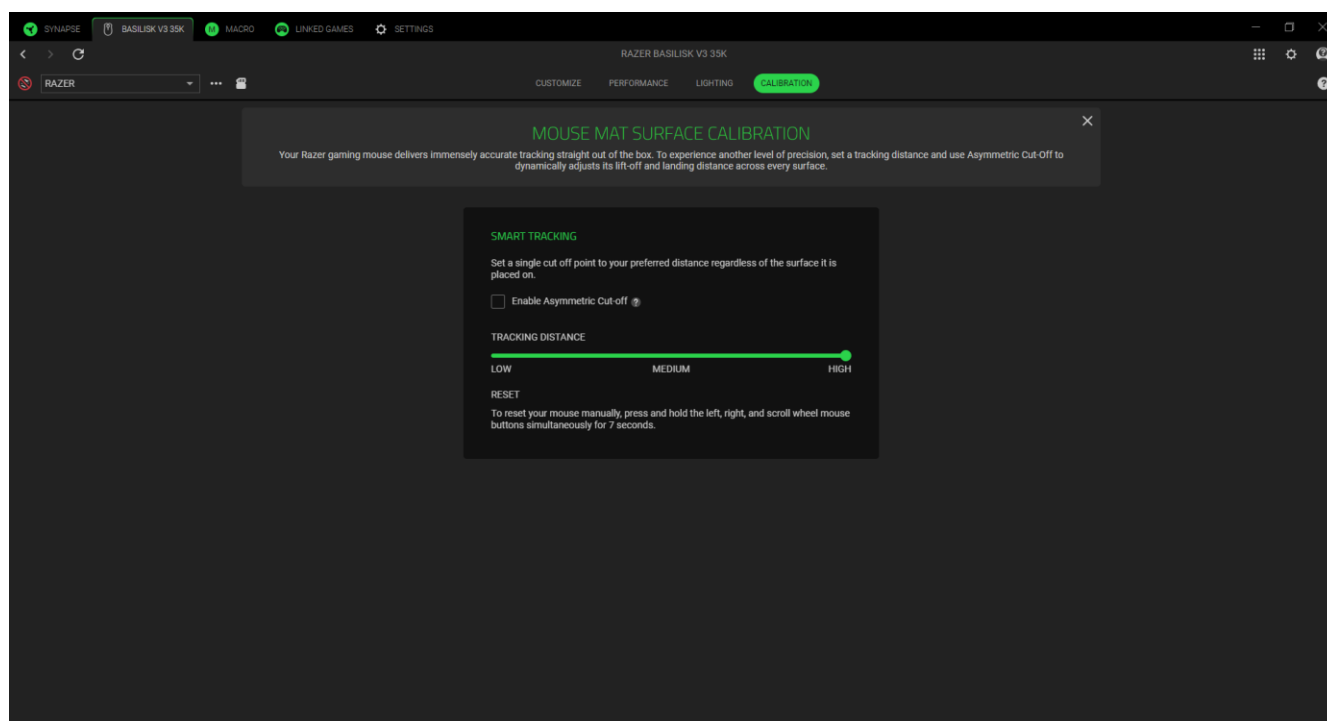 SYNAPSE BASILISK V3 35K M MACRO LINKED GAMES SETTINGS
RAZER BASILISK V3 35K
RAZER CUSTOMIZE PERFORMANCE LIGHTING CALIBRATION
MOUSE MAT SURFACE CALIBRATION
Your Razer gaming mouse delivers immensely accurate tracking straight out of the box. To experience another level of precision, set a tracking distance and use Asymmetric Cut-Off to
dynamically adjusts its lift-off and landing distance across every surface.
SMART TRACKING
Set a single cut off point to your preferred distance regardless of the surface it is
placed on.
Enable Asymmetric Cut-off ?
TRACKING DISTANCE
LOW MEDIUM HIGH
RESET
To reset your mouse manually, press and hold the left, right, and scroll wheel mouse
buttons simultaneously for 7 seconds.